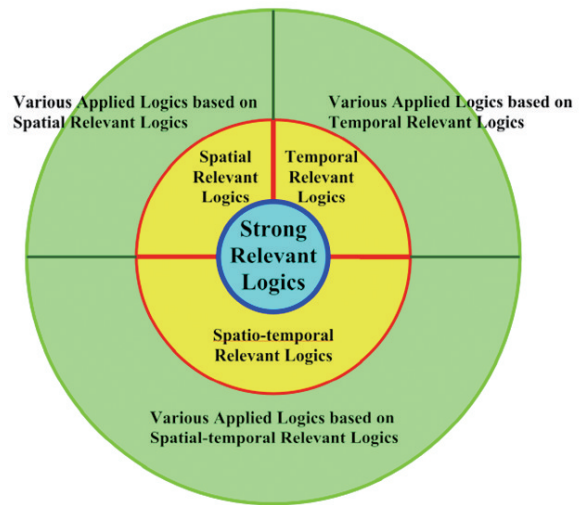 Various Applied Logics based on
Spatial Relevant Logics
Various Applied Logics based on
Temporal Relevant Logics
Spatial
Relevant
Logics
Temporal
Relevant
Logics
Strong
Relevant
Logics
Spatio-temporal
Relevant Logics
Various Applied Logics based on
Spatial-temporal Relevant Logics